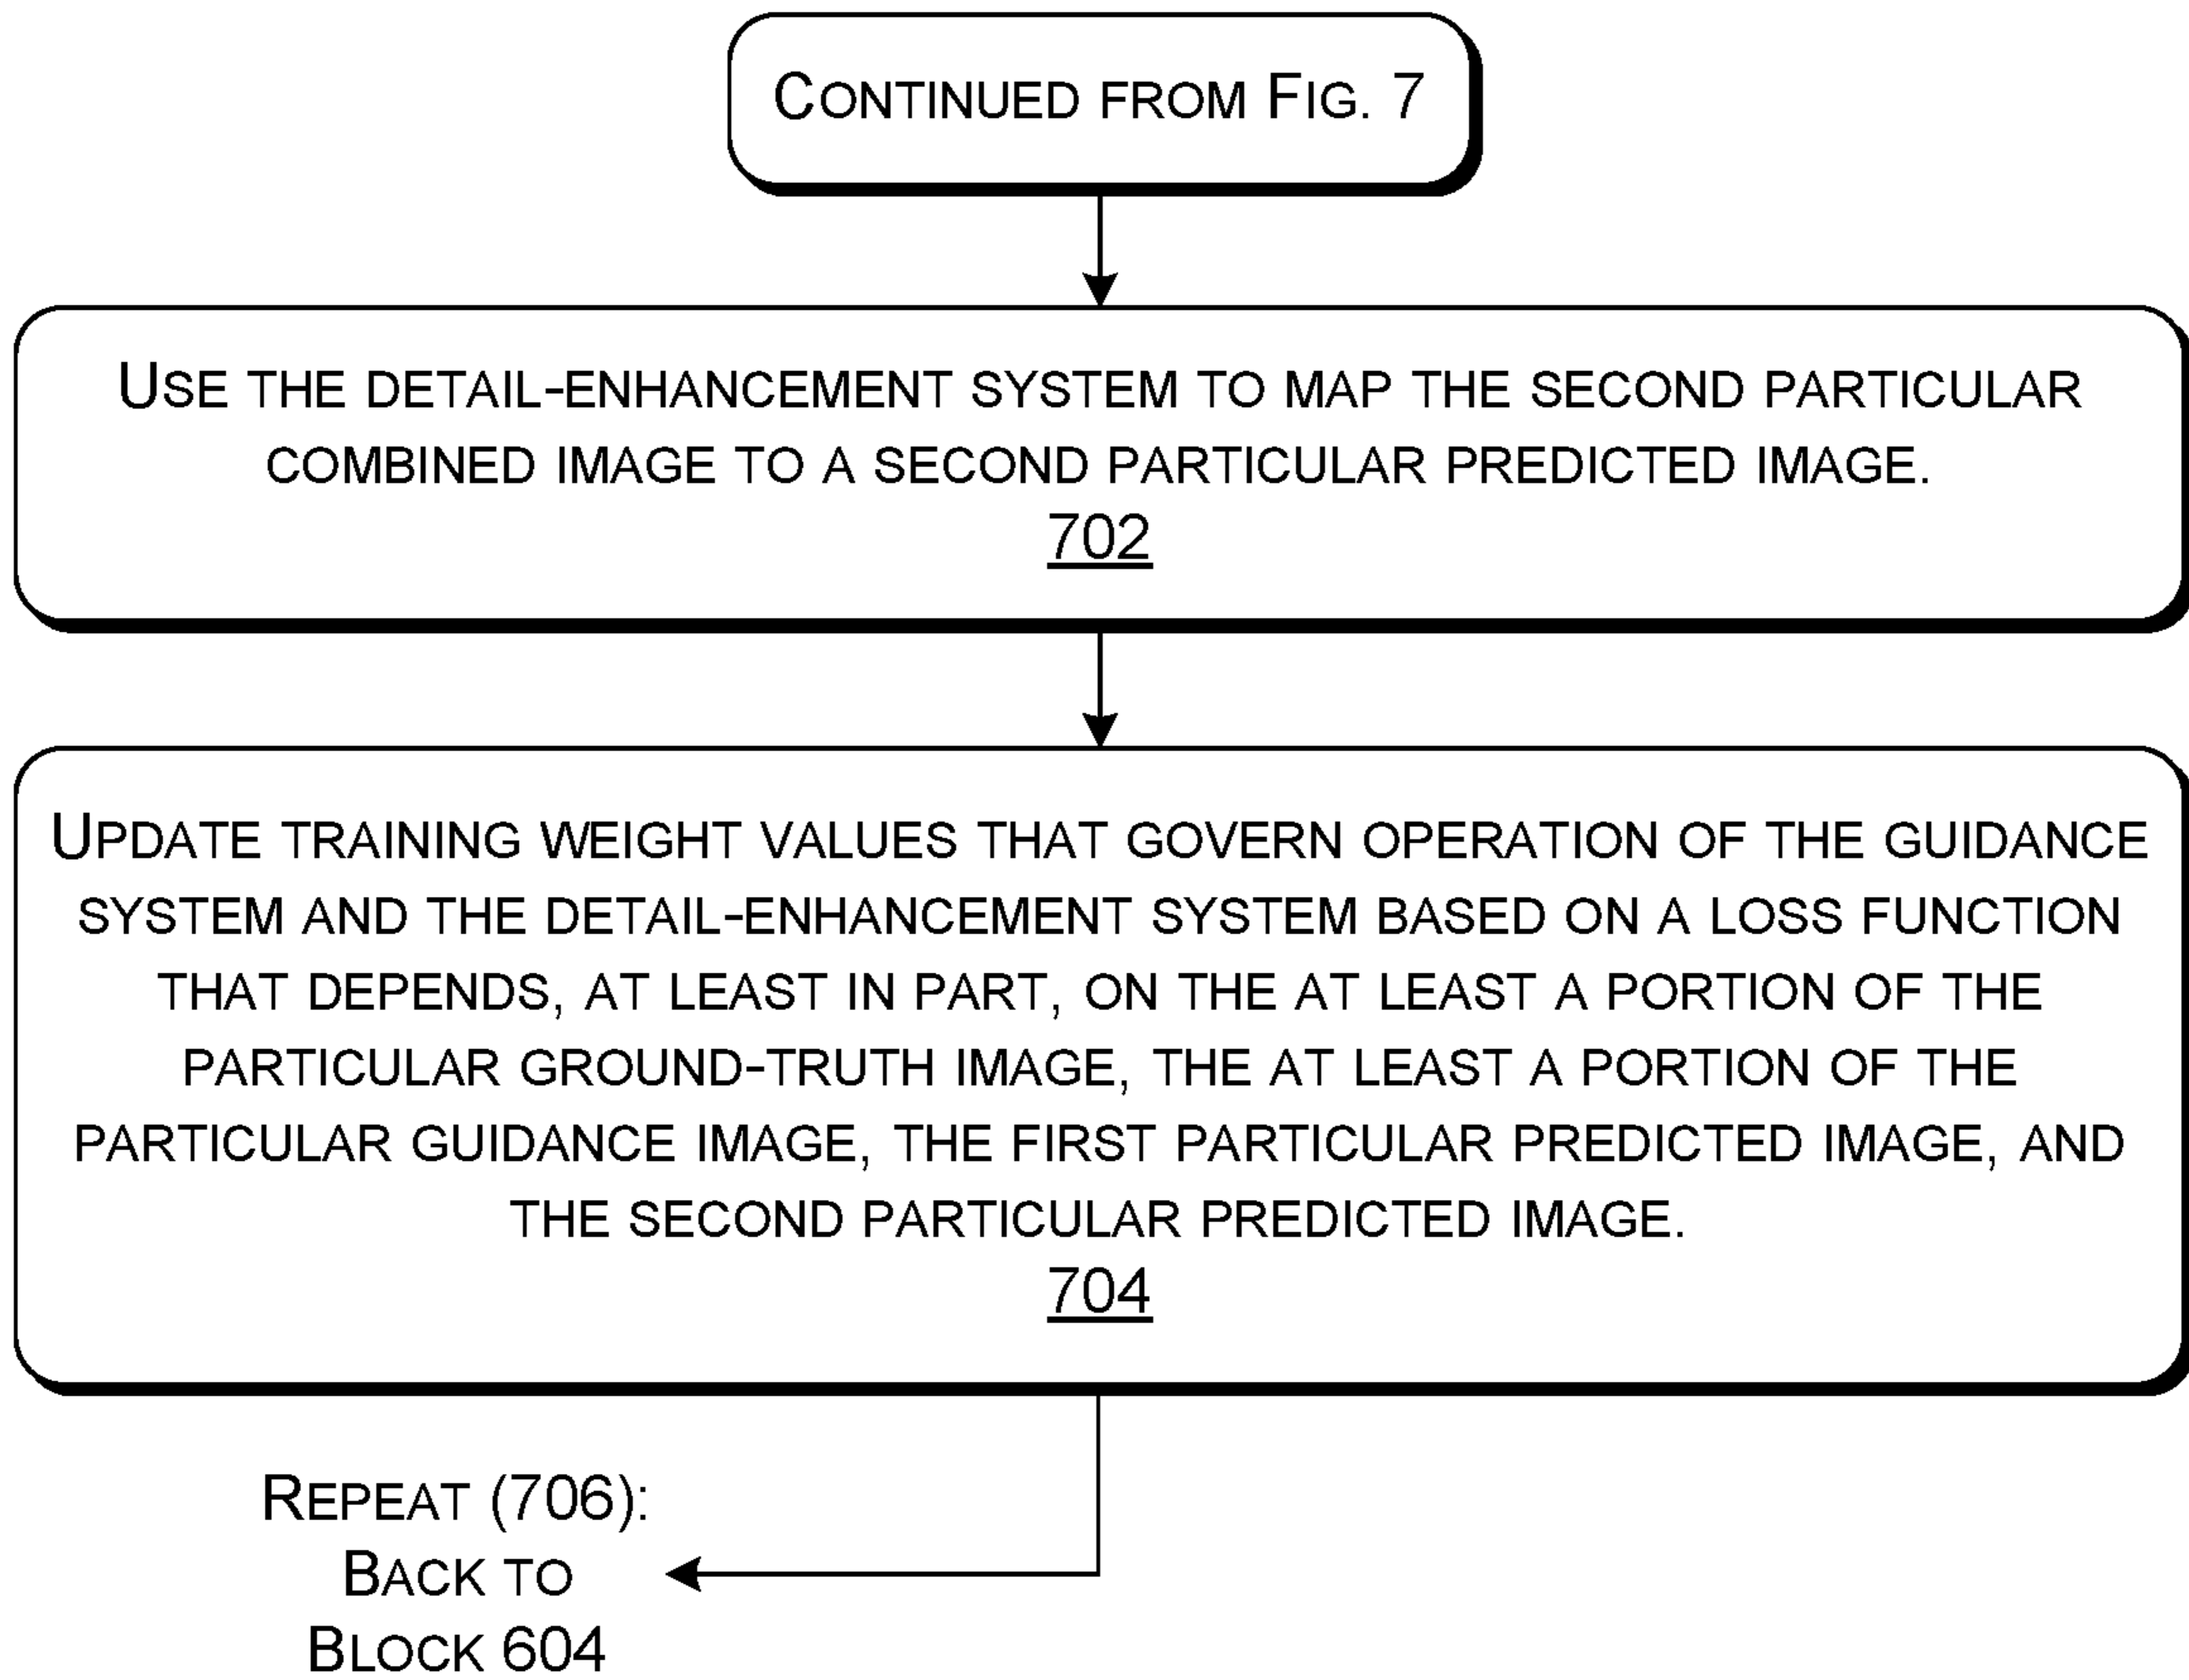 CONTINUED FROM FIG. 7
USE THE DETAIL-ENHANCEMENT SYSTEM TO MAP THE SECOND PARTICULAR
COMBINED IMAGE TO A SECOND PARTICULAR PREDICTED IMAGE.
702
UPDATE TRAINING WEIGHT VALUES THAT GOVERN OPERATION OF THE GUIDANCE
SYSTEM AND THE DETAIL-ENHANCEMENT SYSTEM BASED ON A LOSS FUNCTION
THAT DEPENDS, AT LEAST IN PART, ON THE AT LEAST A PORTION OF THE
PARTICULAR GROUND-TRUTH IMAGE, THE AT LEAST A PORTION OF THE
PARTICULAR GUIDANCE IMAGE, THE FIRST PARTICULAR PREDICTED IMAGE, AND
THE SECOND PARTICULAR PREDICTED IMAGE.
704
REPEAT (706):
BACK TO
BLOCK 604